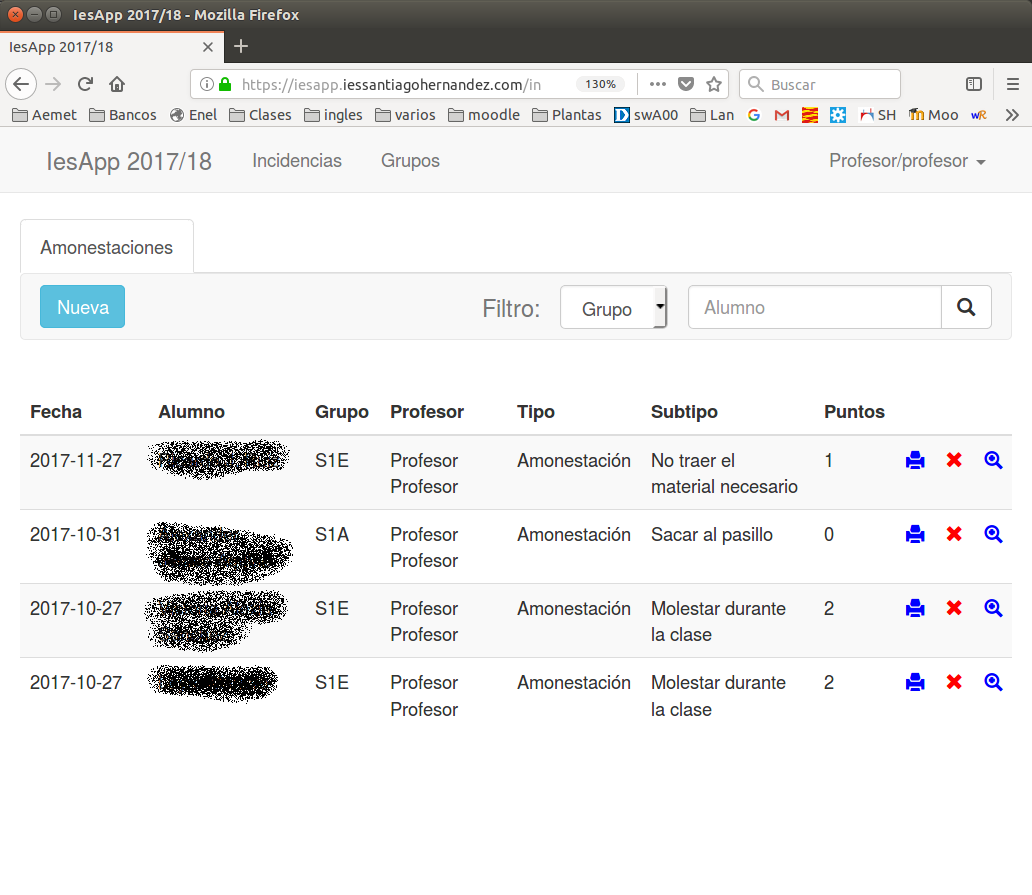 IesApp 2017/18 - Mozilla Firefox
IesApp 2017/18
https://iesapp.iessantiagohernandez.com/in 130% Buscar
Aemet Bancos Enel Clases ingles varios moodle Plantas swA00 Lan SH Moo
IesApp 2017/18 Incidencias Grupos Profesor/profesor
Amonestaciones
Nueva Filtro: Grupo Alumno
Fecha Alumno Grupo Profesor Tipo Subtipo Puntos
2017-11-27 S1E Profesor Amonestación No traer el 1
Profesor material necesario
2017-10-31 S1A Profesor Amonestación Sacar al pasillo 0
Profesor
2017-10-27 S1E Profesor Amonestación Molestar durante 2
Profesor la clase
2017-10-27 S1E Profesor Amonestación Molestar durante 2
Profesor la clase